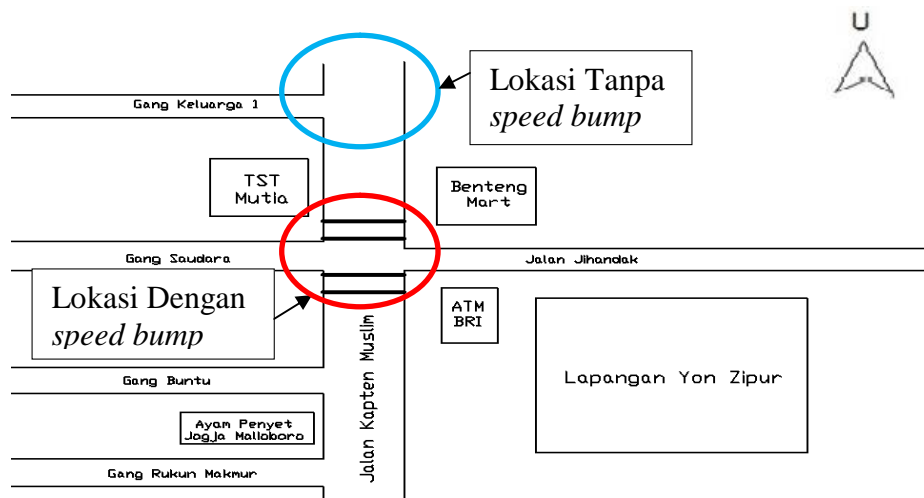 U
Lokasi Tanpa
speed bump
Gang Keluarga 1
TST
Mutia
Benteng
Mart
Gang Saudara
Jalan Jihandak
Lokasi Dengan
speed bump
ATM
BRI
Jalan Kapten Muslim
Lapangan Yon Zipur
Gang Buntu
Ayam Penyet
Jogja Malioboro
Gang Rukun Makmur